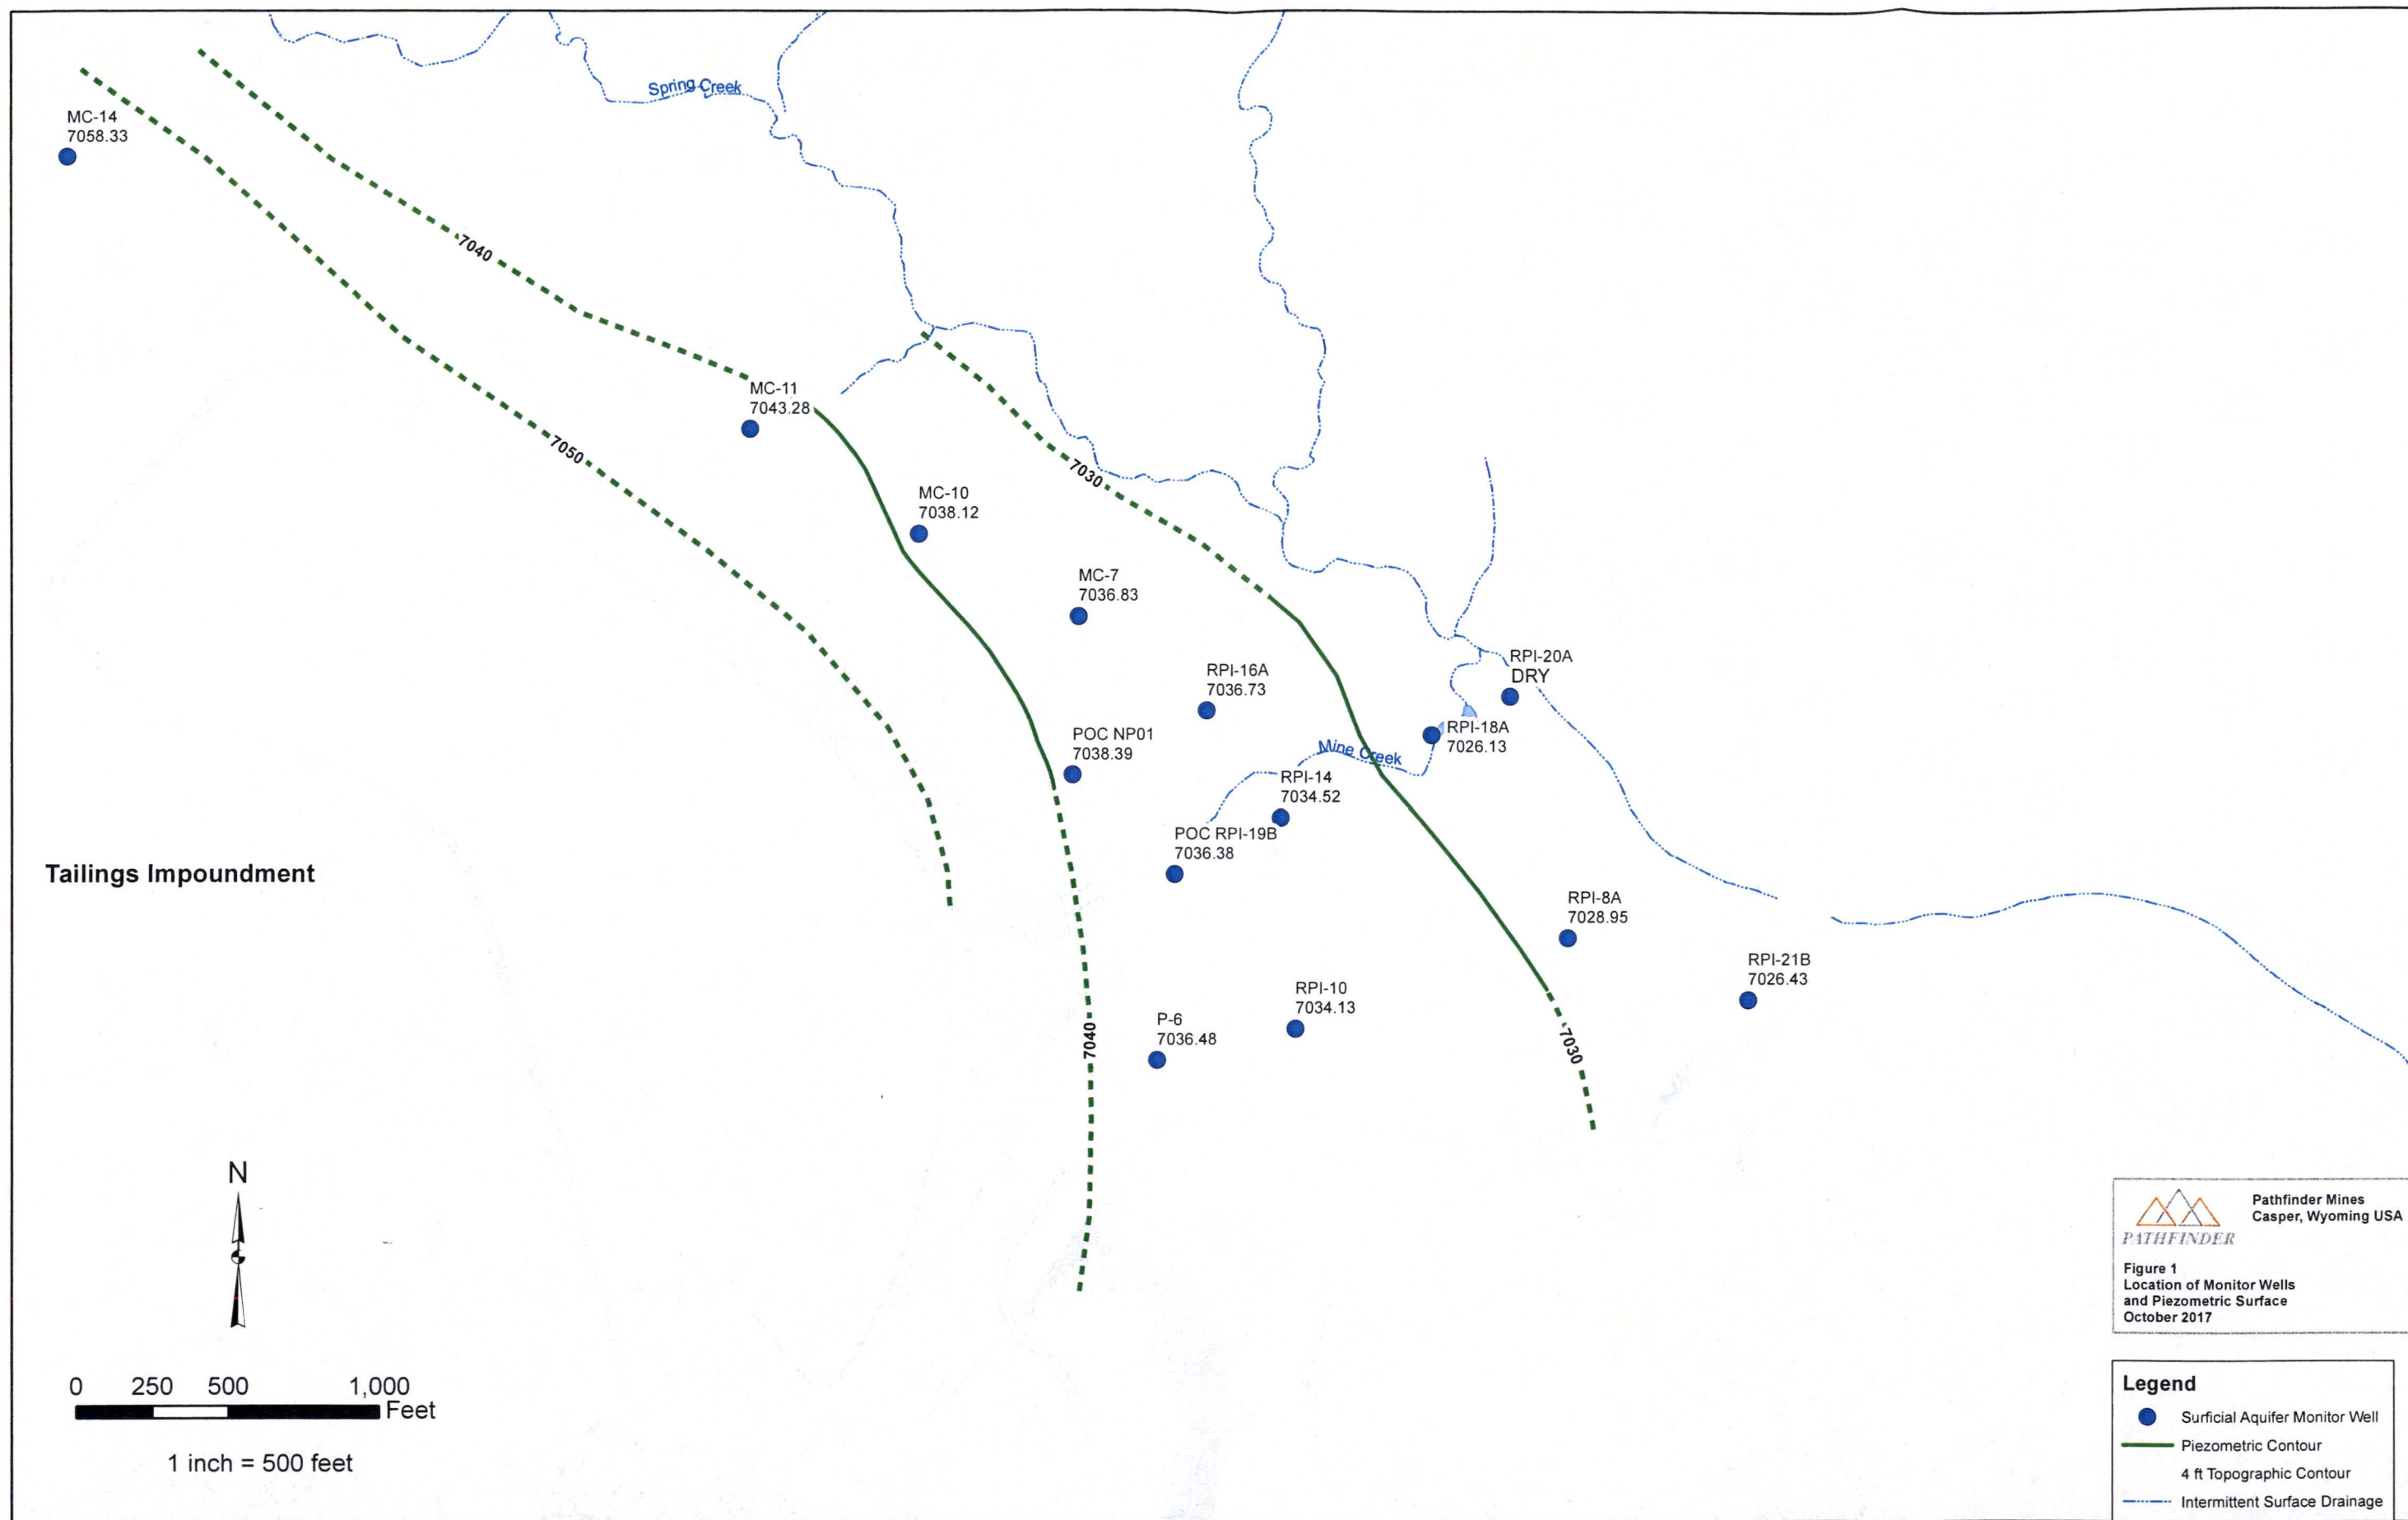 Spring Creek
MC-14
7058.33
7040
MC-11
7043.28
7050
7030
MC-10
7038.12
MC-7
7036.83
RPI-16A
7036.73
RPI-20A
DRY
POC NP01
7038.39
Mine Creek
RPI-18A
7026.13
RPI-14
7034.52
POC RPI-19B
7036.38
Tailings Impoundment
RPI-8A
7028.95
RPI-21B
7026.43
RPI-10
7034.13
P-6
7036.48
7040
7030
N
0 250 500 1,000
Feet
1 inch = 500 feet
PATHFINDER
Pathfinder Mines
Casper, Wyoming USA
Figure 1
Location of Monitor Wells
and Piezometric Surface
October 2017
Legend
Surficial Aquifer Monitor Well
Piezometric Contour
4 ft Topographic Contour
Intermittent Surface Drainage